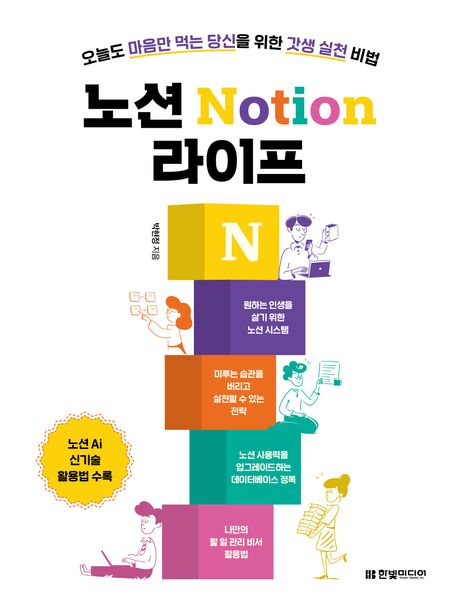 오늘도 마음만 먹는 당신을 위한 갓생 실천 비법
노션 Notion
라이프
박현정 지음
N
원하는 인생을
살기 위한
노션 시스템
미루는 습관을
버리고
실천할 수 있는
전략
노션 사용력을
업그레이드하는
데이터베이스 정복
노션 Ai
신기술
활용법 수록
나만의
할 일 관리 비서
활용법
한빛미디어